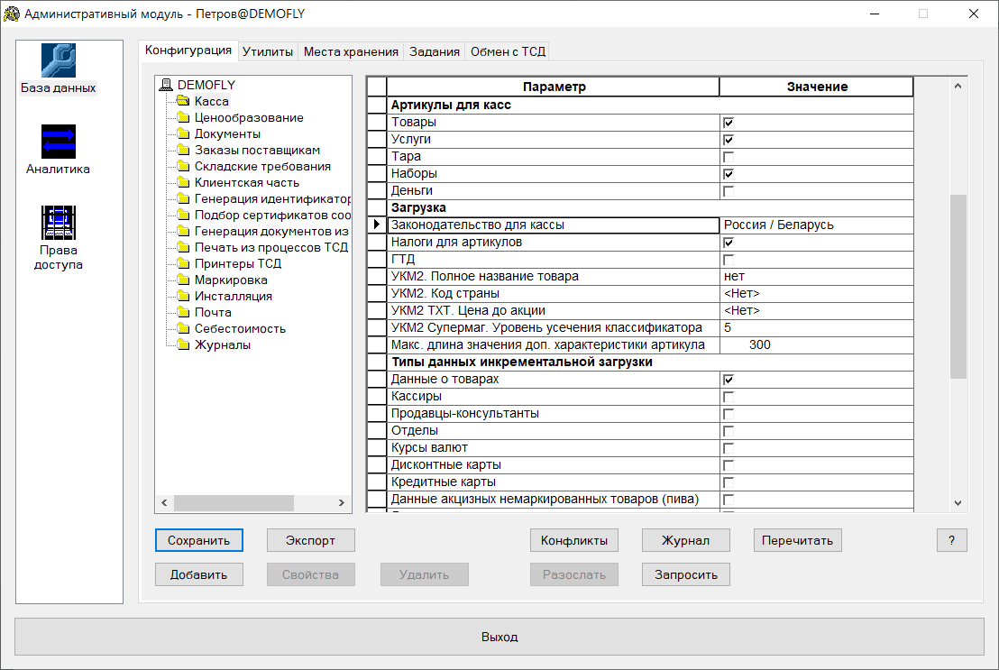 Административный модуль - Петров@DEMOFLY
База данных
Аналитика
Права
доступа
Конфигурация
Утилиты
Места хранения
Задания
Обмен с ТСД
DEMOFLY
Касса
Ценообразование
Документы
Заказы поставщикам
Складские требования
Клиентская часть
Генерация идентификатор
Подбор сертификатов соо
Генерация документов из
Печать из процессов ТСД
Принтеры ТСД
Маркировка
Инсталляция
Почта
Себестоимость
Журналы
Параметр Значение
Артикулы для касс
Товары
Услуги
Тара
Наборы
Деньги
Загрузка
Законодательство для кассы Россия / Беларусь
Налоги для артикулов
ГТД
УКМ2. Полное название товара нет
УКМ2. Код страны <Нет>
УКМ2 ТХТ. Цена до акции <Нет>
УКМ2 Супермаг. Уровень усечения классификатора 5
Макс. длина значения доп. характеристики артикула 300
Типы данных инкрементальной загрузки
Данные о товарах
Кассиры
Продавцы-консультанты
Отделы
Курсы валют
Дисконтные карты
Кредитные карты
Данные акцизных немаркированных товаров (пива)
Сохранить Экспорт Конфликты Журнал Перечитать ?
Добавить Свойства Удалить Разослать Запросить
Выход